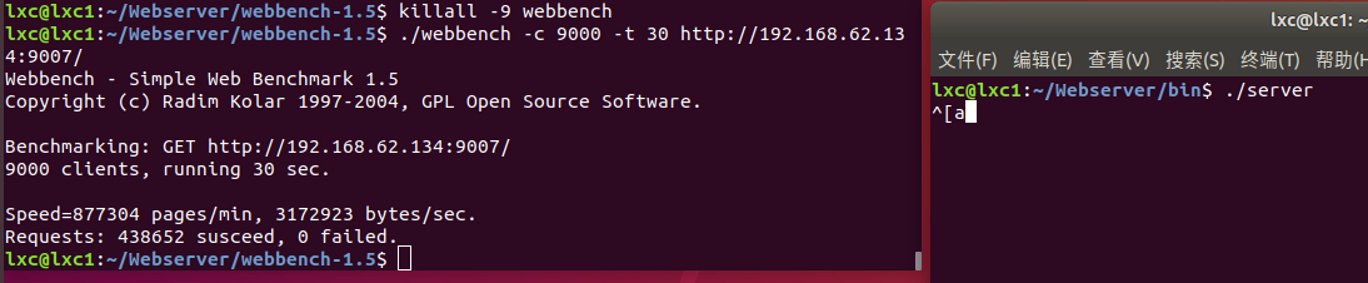 lxc@lxc1:~/Webserver/webbench-1.5$ killall -9 webbench
lxc@lxc1:~/Webserver/webbench-1.5$ ./webbench -c 9000 -t 30 http://192.168.62.13
4:9007/
Webbench - Simple Web Benchmark 1.5
Copyright (c) Radim Kolar 1997-2004, GPL Open Source Software.
Benchmarking: GET http://192.168.62.134:9007/
9000 clients, running 30 sec.
Speed=877304 pages/min, 3172923 bytes/sec.
Requests: 438652 susceed, 0 failed.
lxc@lxc1:~/Webserver/webbench-1.5$
lxc@lxc1: ~
文件(F) 编辑(E) 查看(V) 搜索(S) 终端(T) 帮助(H
lxc@lxc1:~/Webserver/bin$ ./server
^[a